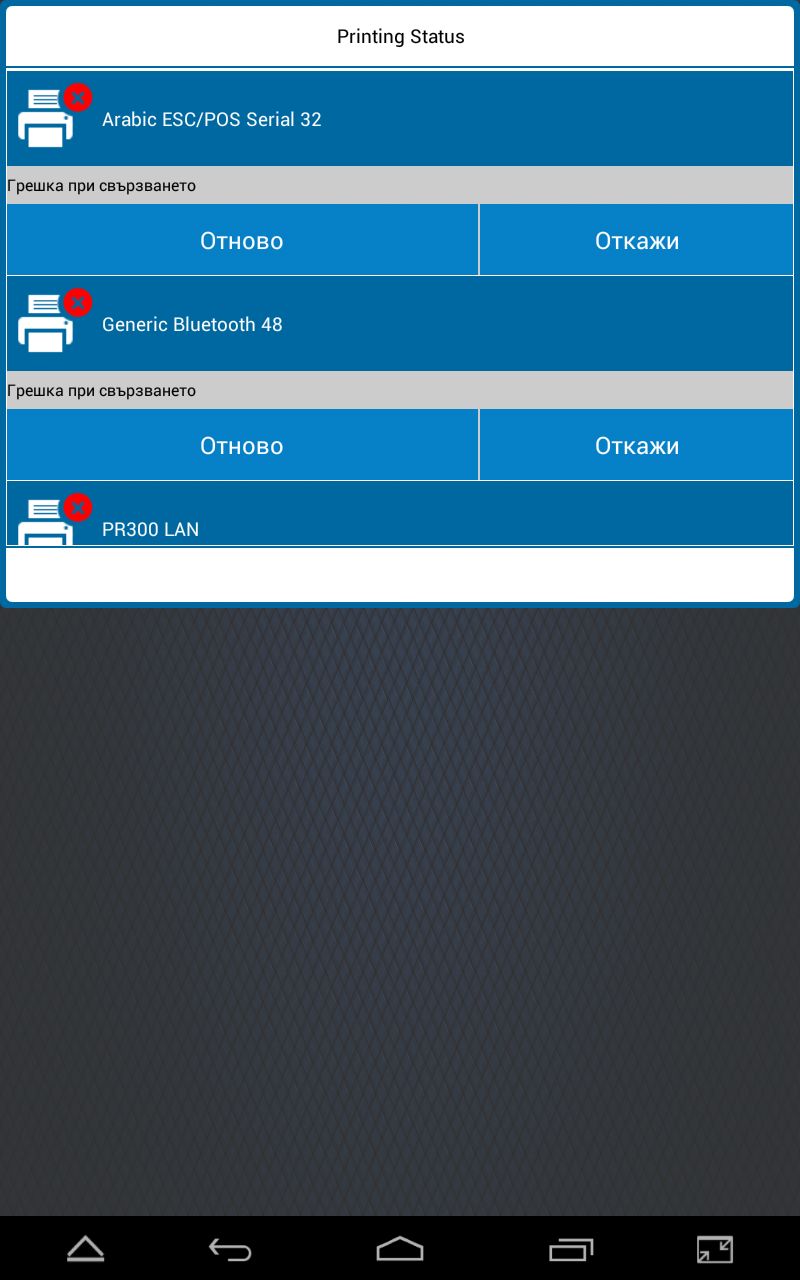 Printing Status
Arabic ESC/POS Serial 32
Грешка при свързването
Отново
Откажи
Generic Bluetooth 48
Грешка при свързването
Отново
Откажи
PR300 LAN